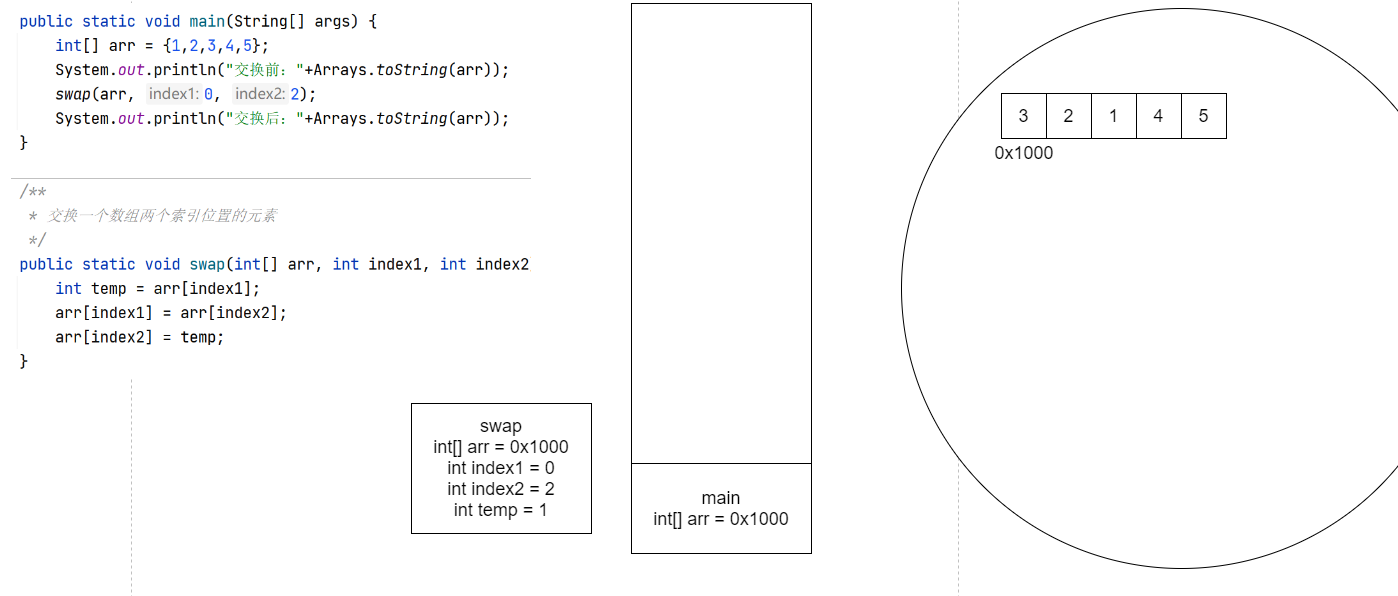 public static void main(String[] args) {
int[] arr = {1,2,3,4,5};
System.out.println("交换前："+Arrays.toString(arr));
swap(arr, index1: 0, index2: 2);
System.out.println("交换后："+Arrays.toString(arr));
}
/**
* 交换一个数组两个索引位置的元素
*/
public static void swap(int[] arr, int index1, int index2
int temp = arr[index1];
arr[index1] = arr[index2];
arr[index2] = temp;
}
swap
int[] arr = 0x1000
int index1 = 0
int index2 = 2
int temp = 1
main
int[] arr = 0x1000
3 2 1 4 5
0x1000